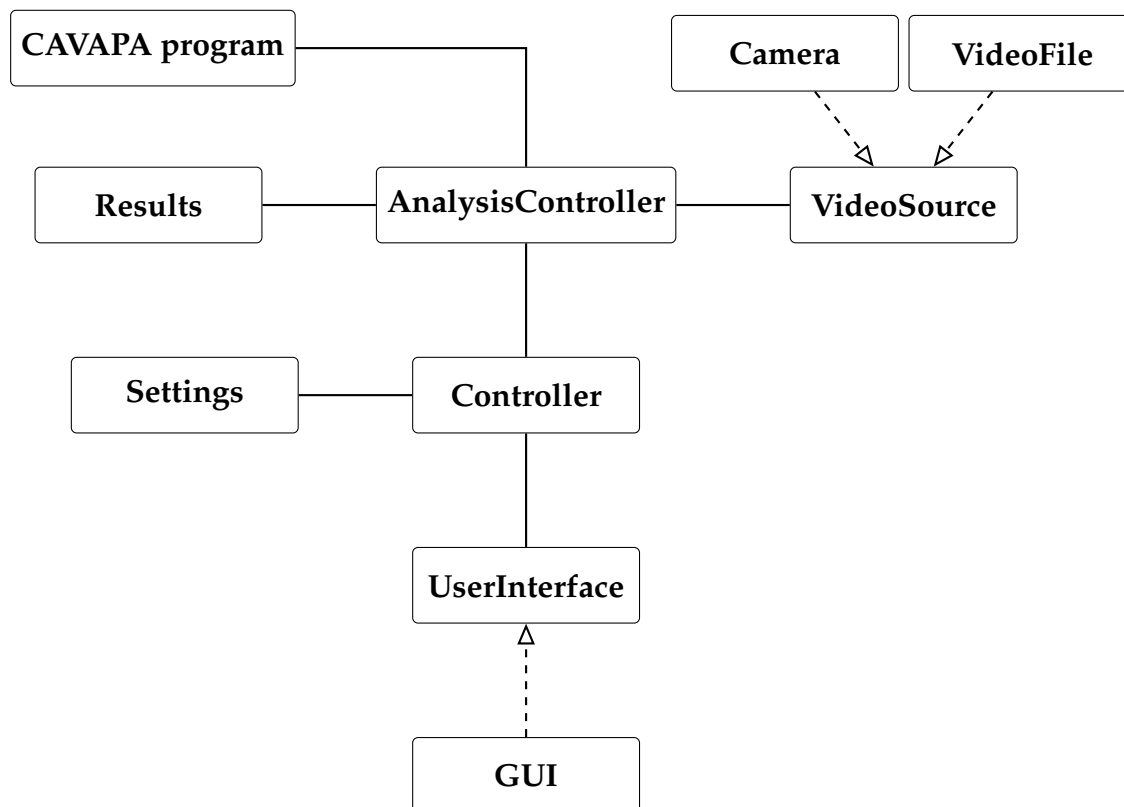 CAVAPA program
Camera
VideoFile
Results
AnalysisController
VideoSource
Settings
Controller
UserInterface
GUI